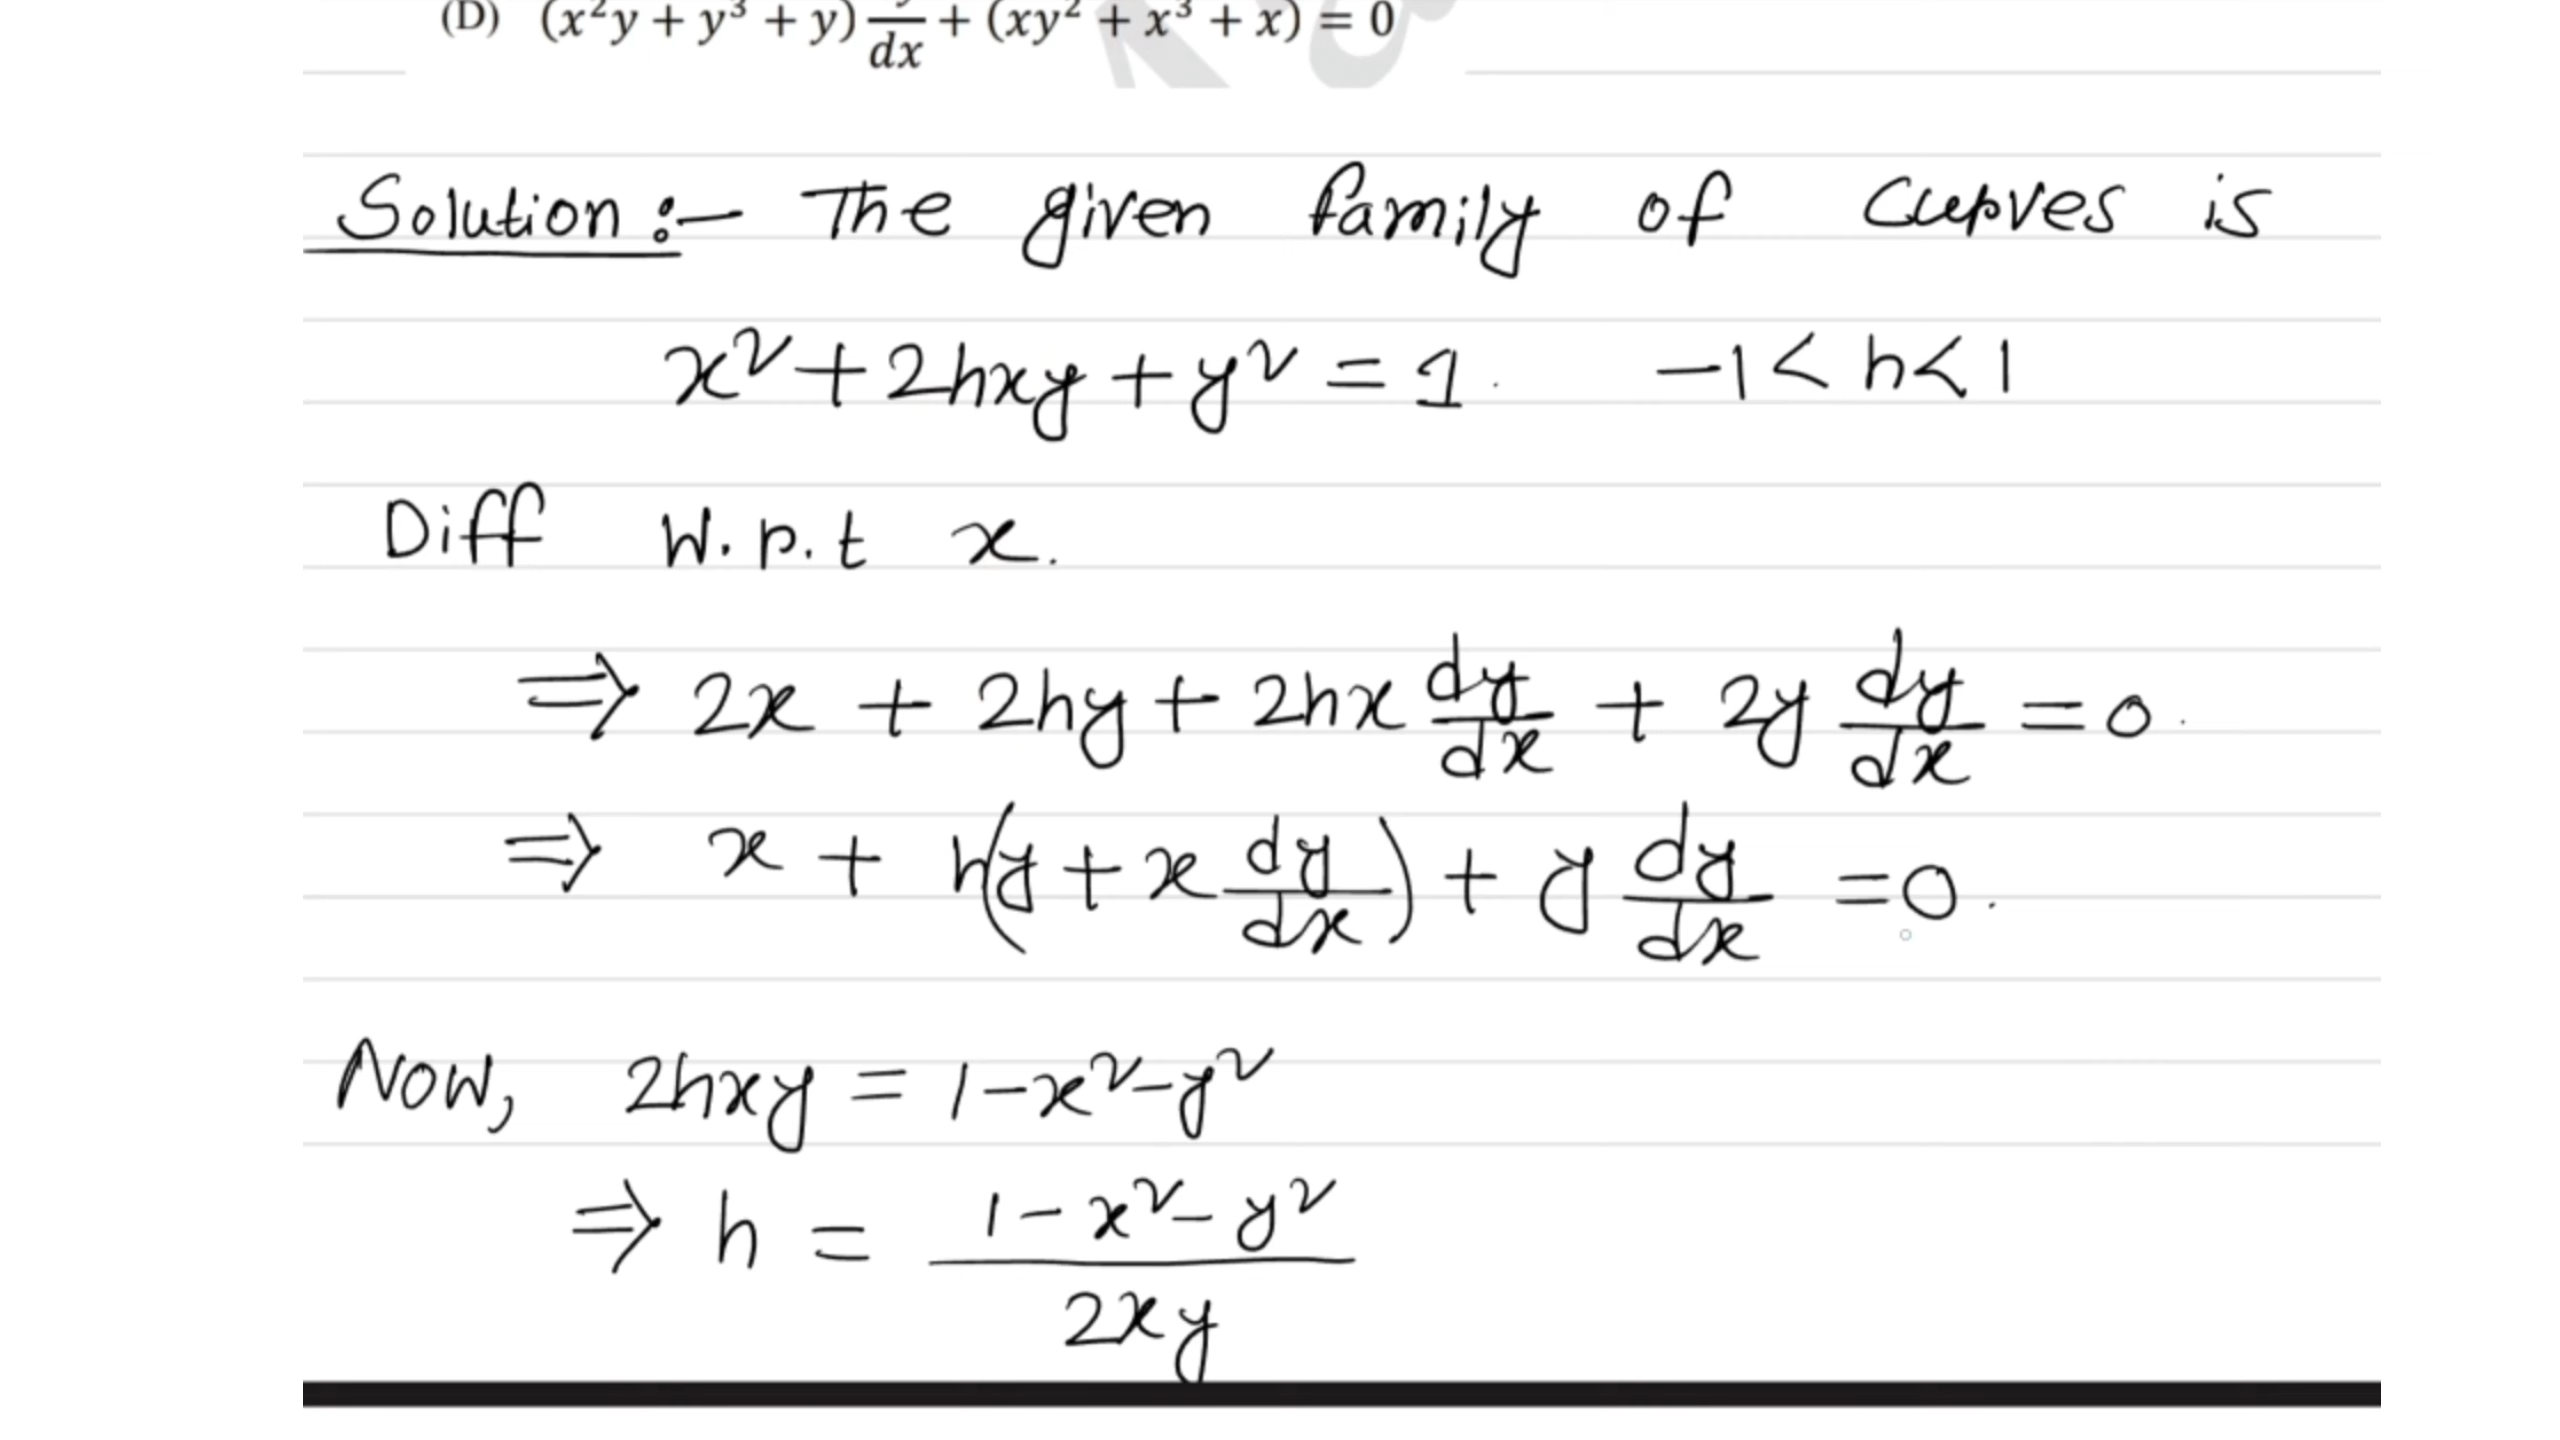 (D) (x²y + y³ + y) dy/dx + (xy² + x³ + x) = 0
Solution :- The given family of curves is
x² + 2hxy + y² = 1. -1 < h < 1
Diff W.r.t x.
⇒ 2x + 2hy + 2hx dy/dx + 2y dy/dx = 0.
⇒ x + h(y + x dy/dx) + y dy/dx = 0.
Now, 2hxy = 1 - x² - y²
⇒ h = (1 - x² - y²)/(2xy)